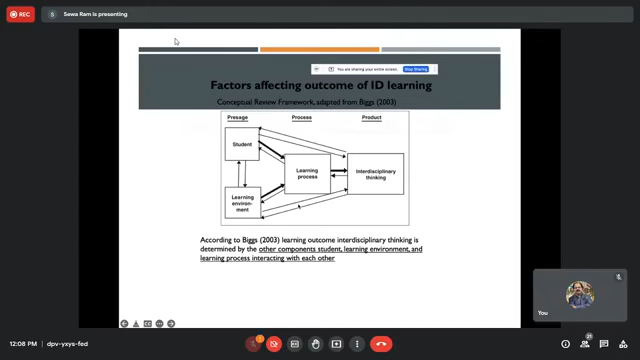 REC
S
Sewa Ram is presenting
You are sharing your entire screen.
Stop Sharing
Factors affecting outcome of ID learning
Conceptual Review Framework, adapted from Biggs (2003)
Presage Process Product
Student
Learning process
Interdisciplinary thinking
Learning environ-
ment
According to Biggs (2003) learning outcome interdisciplinary thinking is
determined by the other components student, learning environment, and
learning process interacting with each other
You
12:08 PM
dpv-yxys-fed